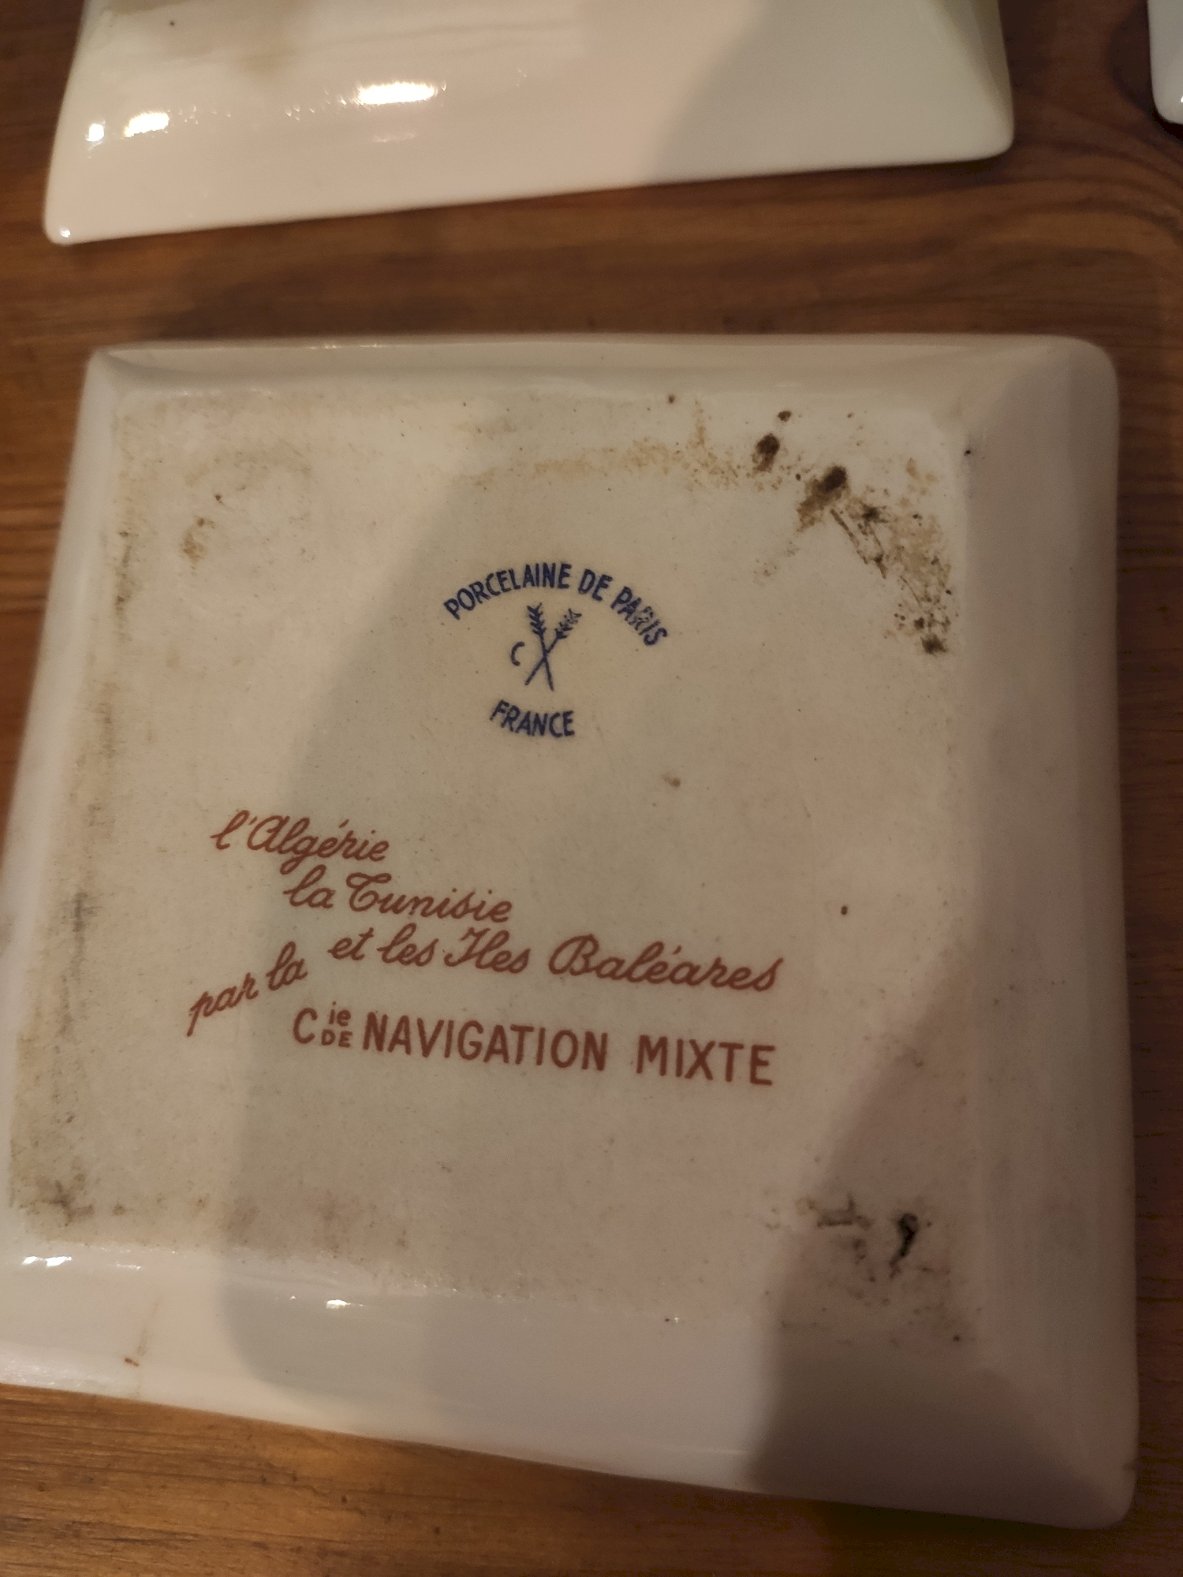 PORCELAINE DE PARIS
C
FRANCE
l'Algérie
la Tunisie
et les Iles Baléares
par la
Cie DE NAVIGATION MIXTE